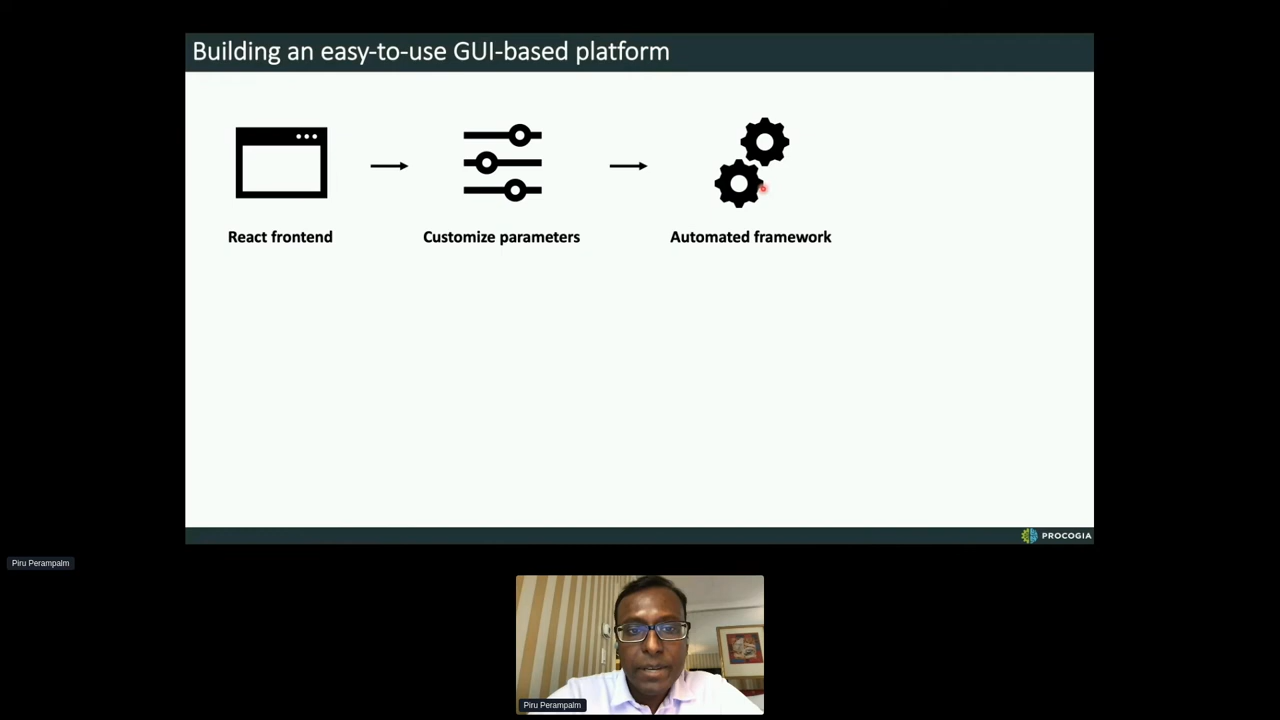 Building an easy-to-use GUI-based platform
React frontend
Customize parameters
Automated framework
PROCOGIA
Piru Perampalm
Piru Perampalm